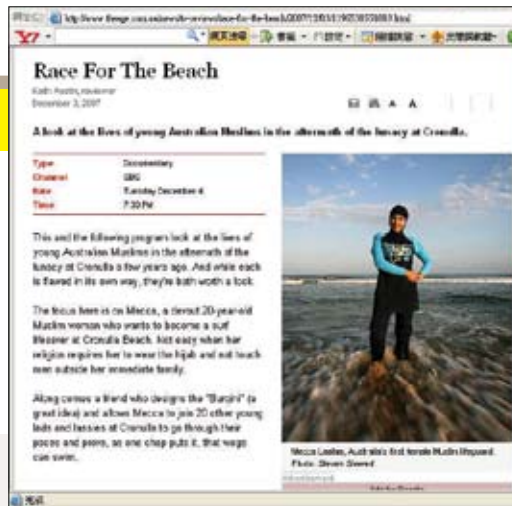 Race For The Beach
December 3, 2007
A look at the lives of young Australian Muslims in the aftermath of the lunacy at Cronulla.
Type Documentary
Channel SBS
Date Tuesday December 4
Time 7:30 PM
This and the following program look at the lives of
young Australian Muslims in the aftermath of the
lunacy at Cronulla a few years ago. And while each
is flawed in its own way, they're both worth a look.
The focus here is on Mecca, a devout 20-year-old
Muslim woman who wants to become a surf
lifesaver at Cronulla Beach. Not easy when her
religion requires her to wear the hijab and not touch
men outside her immediate family.
Along comes a friend who designs the "Burqini" (a
great idea) and allows Mecca to join 20 other young
lads and lassies at Cronulla to go through their
paces and prove, as one chap puts it, that wogs
can swim.
Mecca Laalaa, Australia's first female Muslim lifeguard.
Photo: Steven Siewert
Advertisement
完成